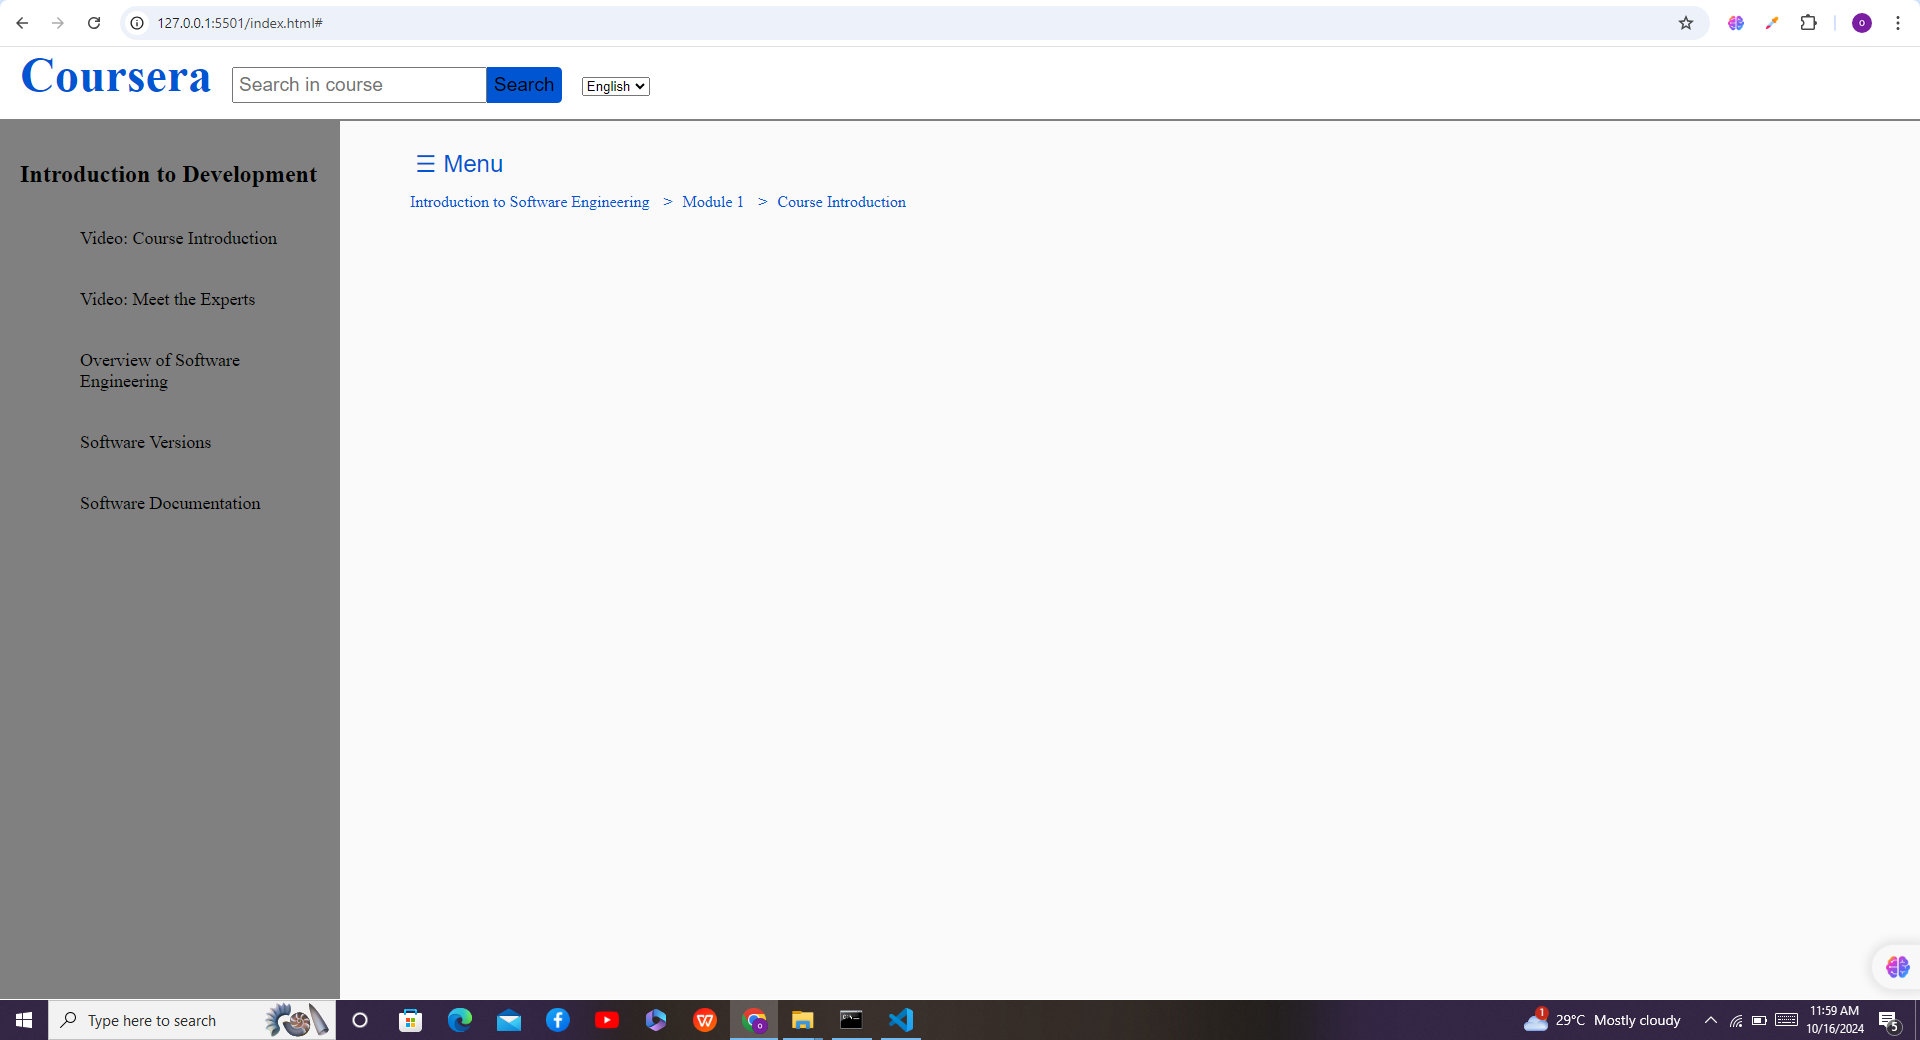 127.0.0.1:5501/index.html#
Coursera
Search in course
Search
English
Introduction to Development
Video: Course Introduction
Video: Meet the Experts
Overview of Software
Engineering
Software Versions
Software Documentation
☰ Menu
Introduction to Software Engineering > Module 1 > Course Introduction
Type here to search
1
29°C Mostly cloudy
11:59 AM
10/16/2024
5